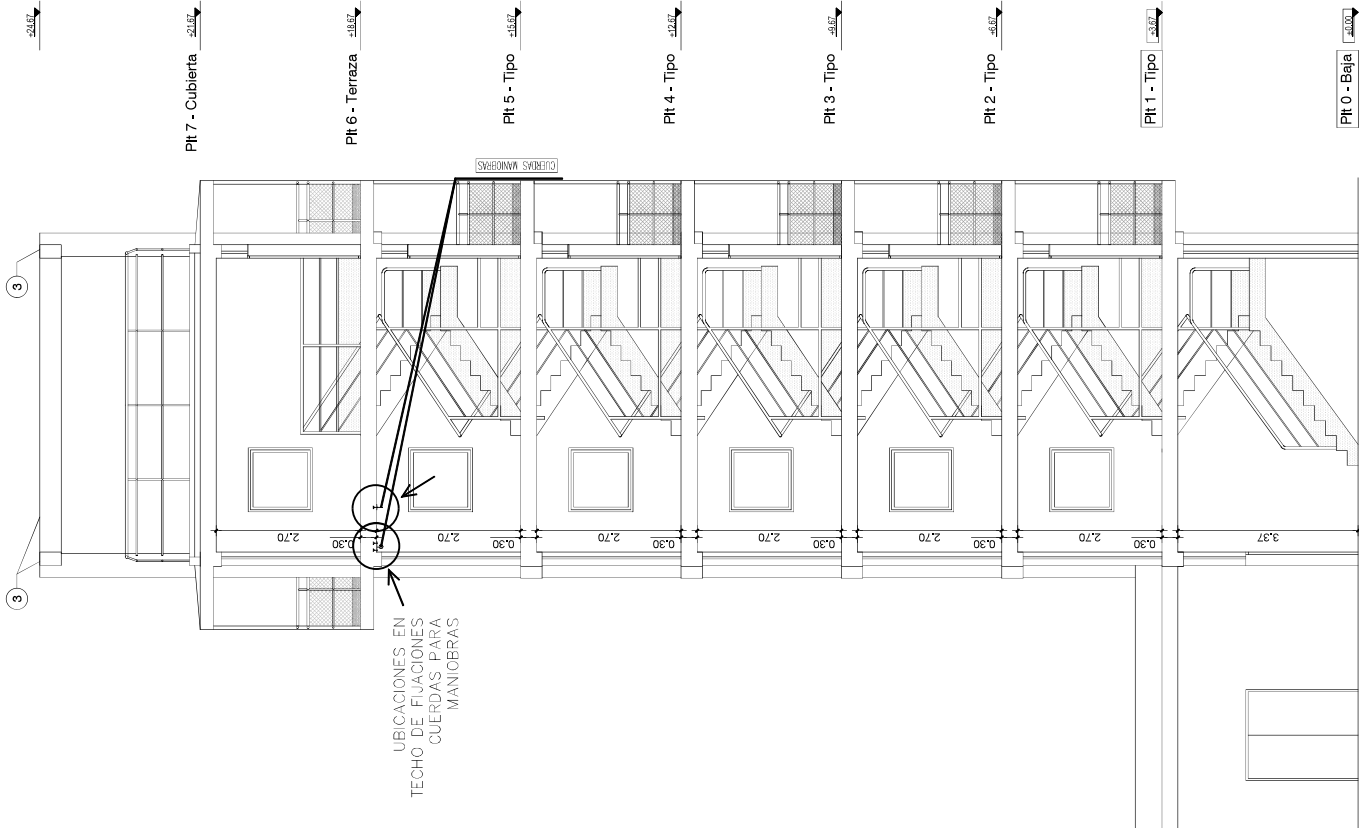 +24.67
+21.67
+18.67
+15.67
+12.67
+9.67
+6.67
+3.67
±0.00
Plt 7 - Cubierta
Plt 6 - Terraza
Plt 5 - Tipo
Plt 4 - Tipo
Plt 3 - Tipo
Plt 2 - Tipo
Plt 1 - Tipo
Plt 0 - Baja
CUERDAS MANIOBRAS
3
3
2.70
0.30
2.70
0.30
2.70
0.30
2.70
0.30
2.70
0.30
2.70
0.30
3.37
UBICACIONES EN
TECHO DE FIJACIONES
CUERDAS PARA
MANIOBRAS